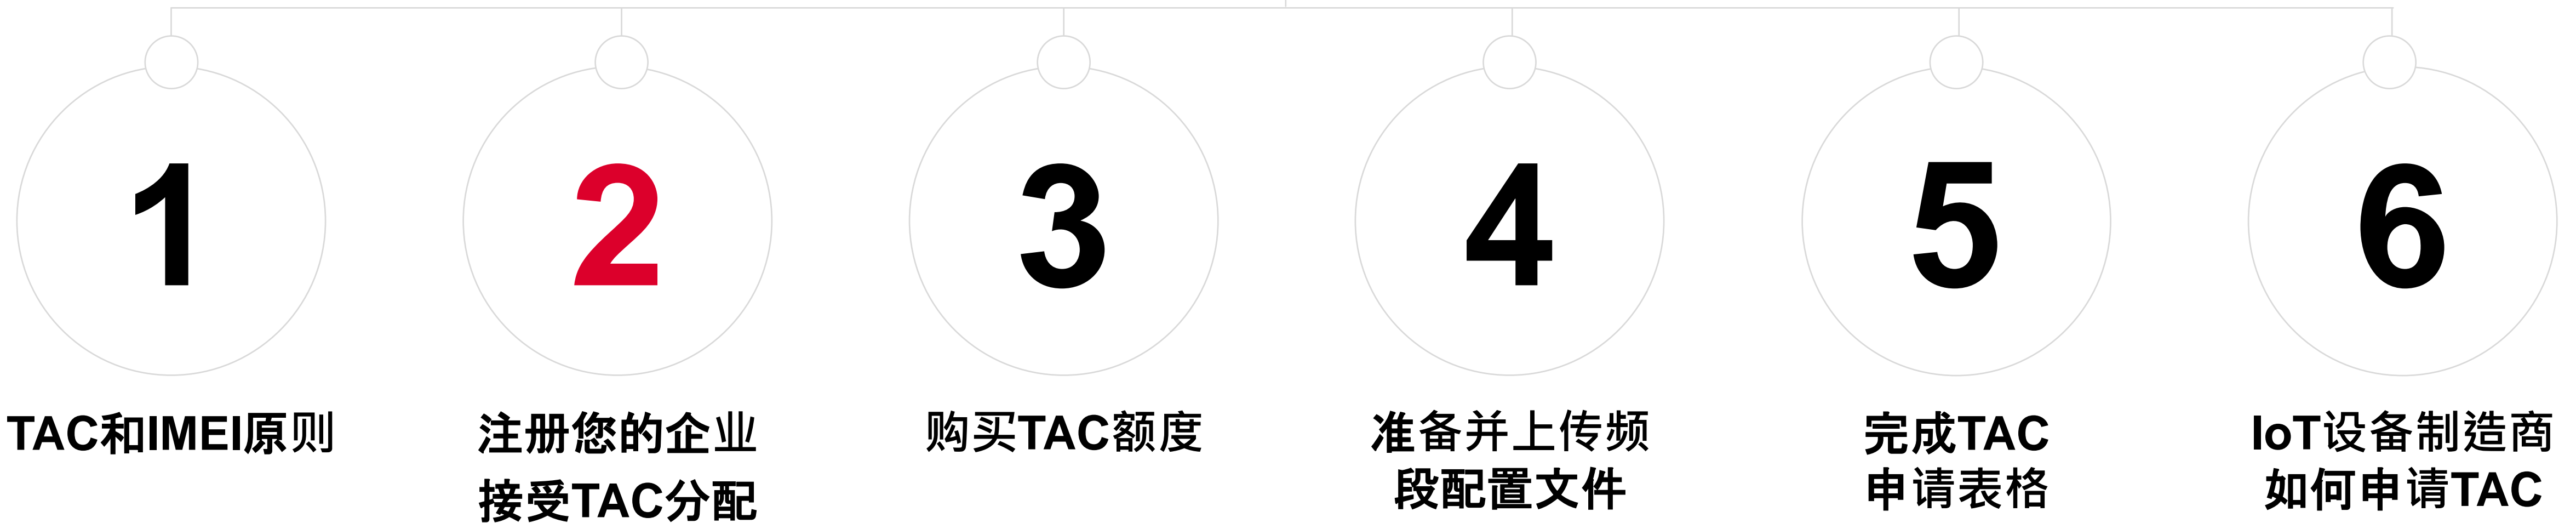 1
TAC和IMEI原则
2
注册您的企业
接受TAC分配
3
购买TAC额度
4
准备并上传频
段配置文件
5
完成TAC
申请表格
6
IoT设备制造商
如何申请TAC